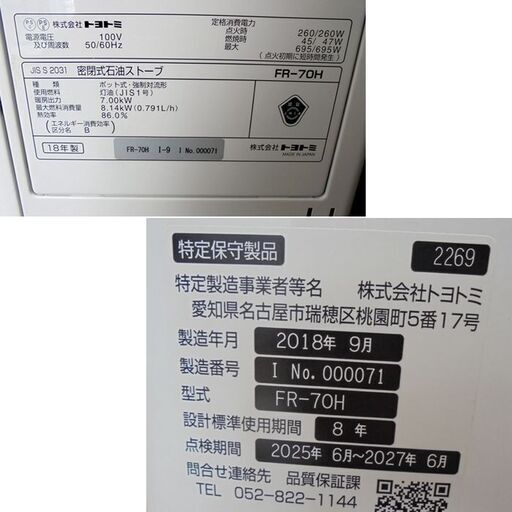 株式会社 トヨトミ
電源電圧 100V
及び周波数 50/60Hz
定格消費電力
点火時 260/260W
燃焼時 45/ 47W
最大 695/695W
(点火初期に短時間発生)
JIS S 2031 密閉式石油ストーブ FR-70H
種類 ポット式・強制対流形
使用燃料 灯油(JIS1号)
暖房出力 7.00kW
最大燃料消費量 8.14kW (0.791L/h)
熱効率 86.0%
(エネルギー消費効率)
区分名 B
18年製
FR-70H I-9 I No.000071
株式会社 トヨトミ
MADE IN JAPAN
特定保守製品 2269
特定製造事業者等名 株式会社トヨトミ
愛知県名古屋市瑞穂区桃園町5番17号
製造年月 2018年 9月
製造番号 I No.000071
型式 FR-70H
設計標準使用期間 8 年
点検期間 2025年 6月~2027年 6月
問合せ連絡先 品質保証課
TEL 052-822-1144